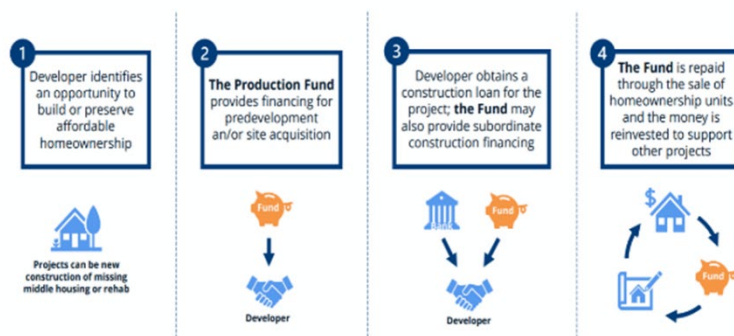 1
Developer identifies
an opportunity to
build or preserve
affordable
homeownership
Projects can be new
construction of missing
middle housing or rehab
2
The Production Fund
provides financing for
predevelopment
an/or site acquisition
Fund
Developer
3
Developer obtains a
construction loan for the
project; the Fund may
also provide subordinate
construction financing
Bank
Fund
Developer
4
The Fund is repaid
through the sale of
homeownership units
and the money is
reinvested to support
other projects
$
Fund